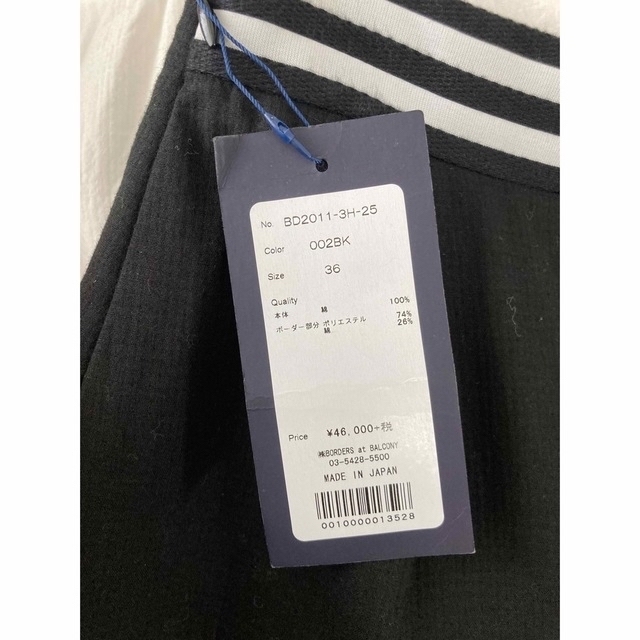 No. BD2011-3H-25
Color 002BK
Size 36
Quality
本体 綿 100%
ボーダー部分 ポリエステル 74%
綿 26%
Price ¥46,000+税
㈱BORDERS at BALCONY
03-5428-5500
MADE IN JAPAN
0010000013528